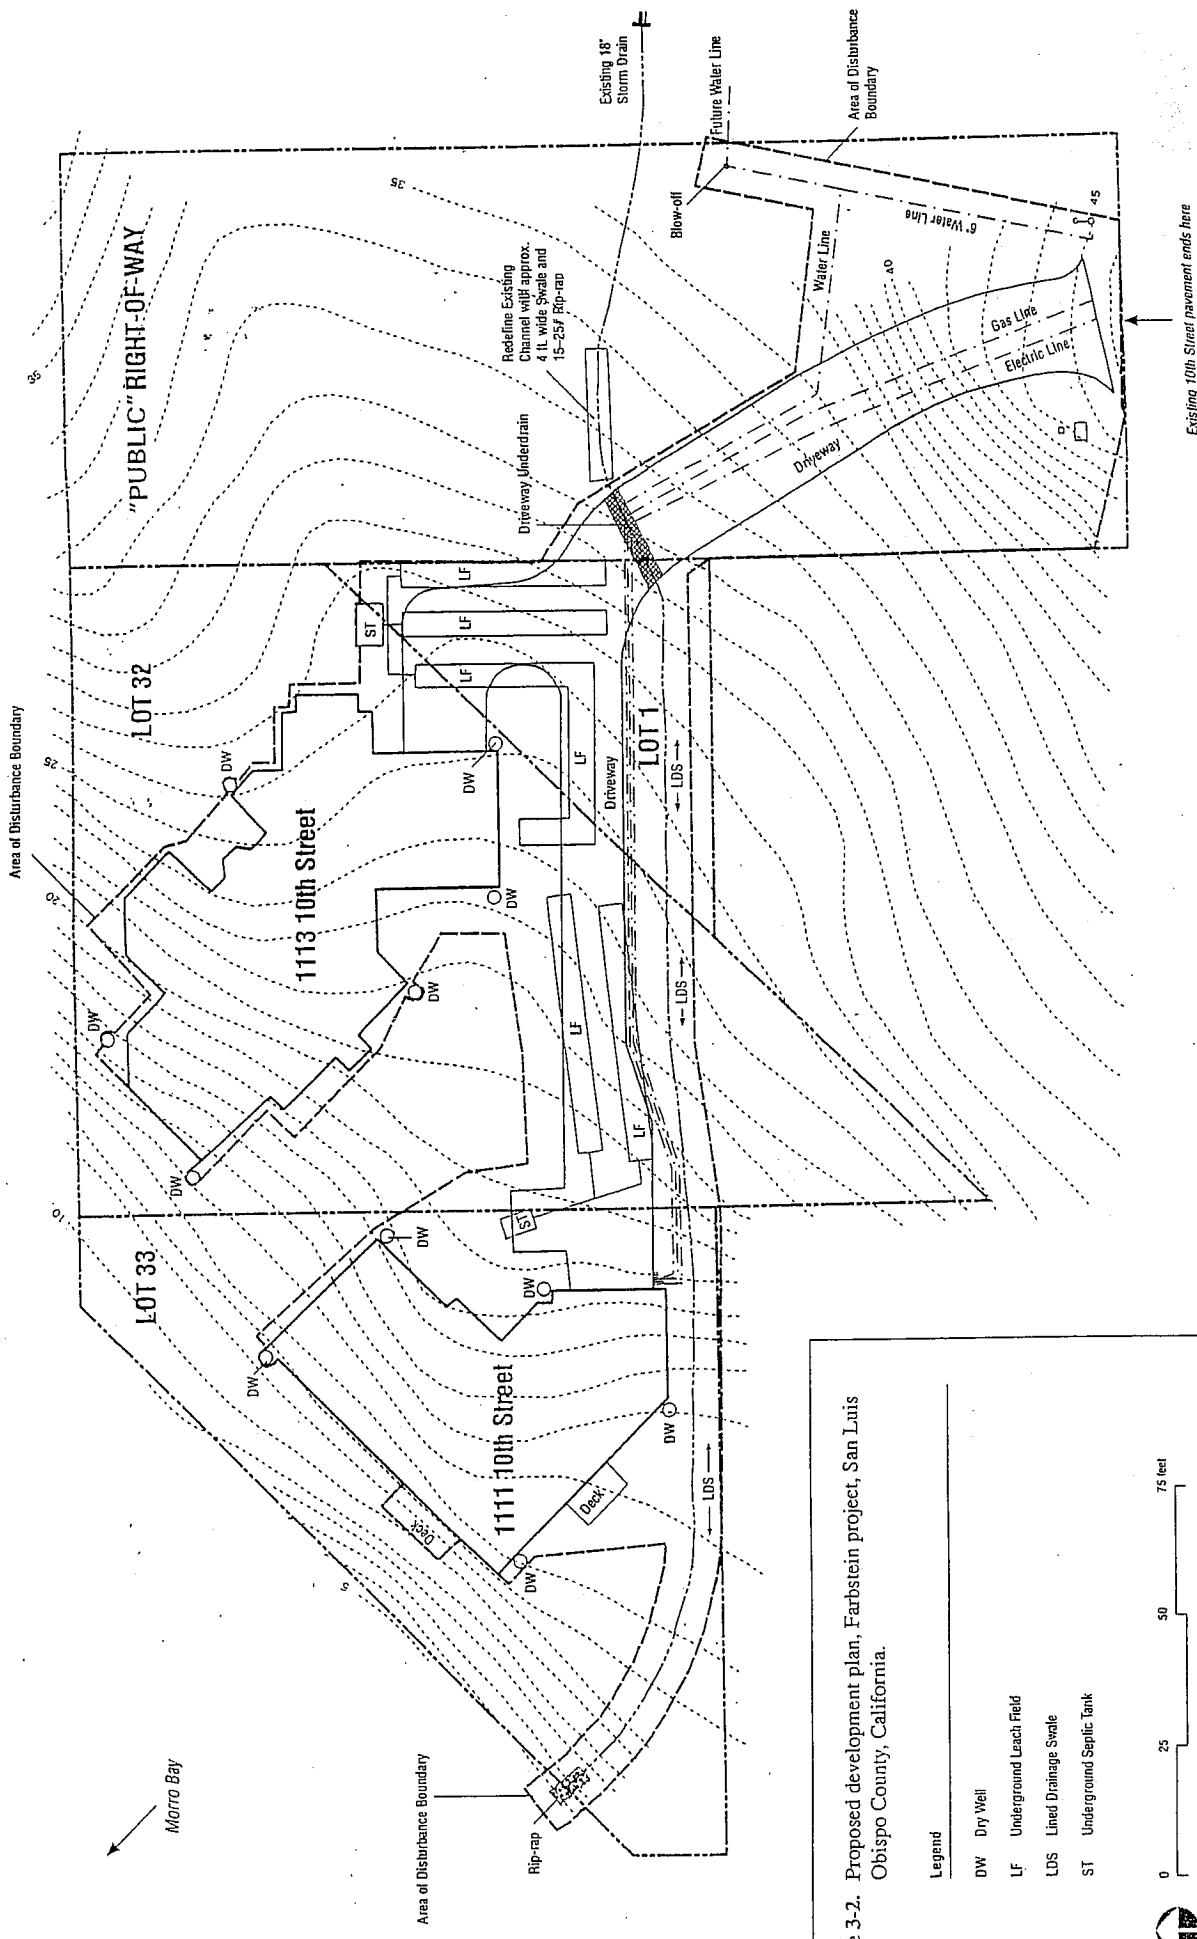 Existing 18"
Storm Drain
Future Water Line
Area of Disturbance
Boundary
Blow-off
6" Water Line
Water Line
45
40
35
35
"PUBLIC" RIGHT-OF-WAY
Redefine Existing
Channel with approx.
4 ft. wide Swale and
15–25# Rip-rap
Driveway Underdrain
Gas Line
Electric Line
Driveway
Existing 10th Street pavement ends here
LOT 32
ST
LF
LF
LF
LF
Driveway
LOT 1
LDS
LDS
LDS
Area of Disturbance Boundary
25
20
10
5
DW
DW
DW
DW
DW
DW
1113 10th Street
LF
LF
ST
LOT 33
DW
DW
DW
DW
DW
1111 10th Street
Deck
Deck
Morro Bay
Area of Disturbance Boundary
Rip-rap
3-2. Proposed development plan, Farbstein project, San Luis
Obispo County, California.
Legend
DW Dry Well
LF Underground Leach Field
LDS Lined Drainage Swale
ST Underground Septic Tank
0 25 50 75 feet